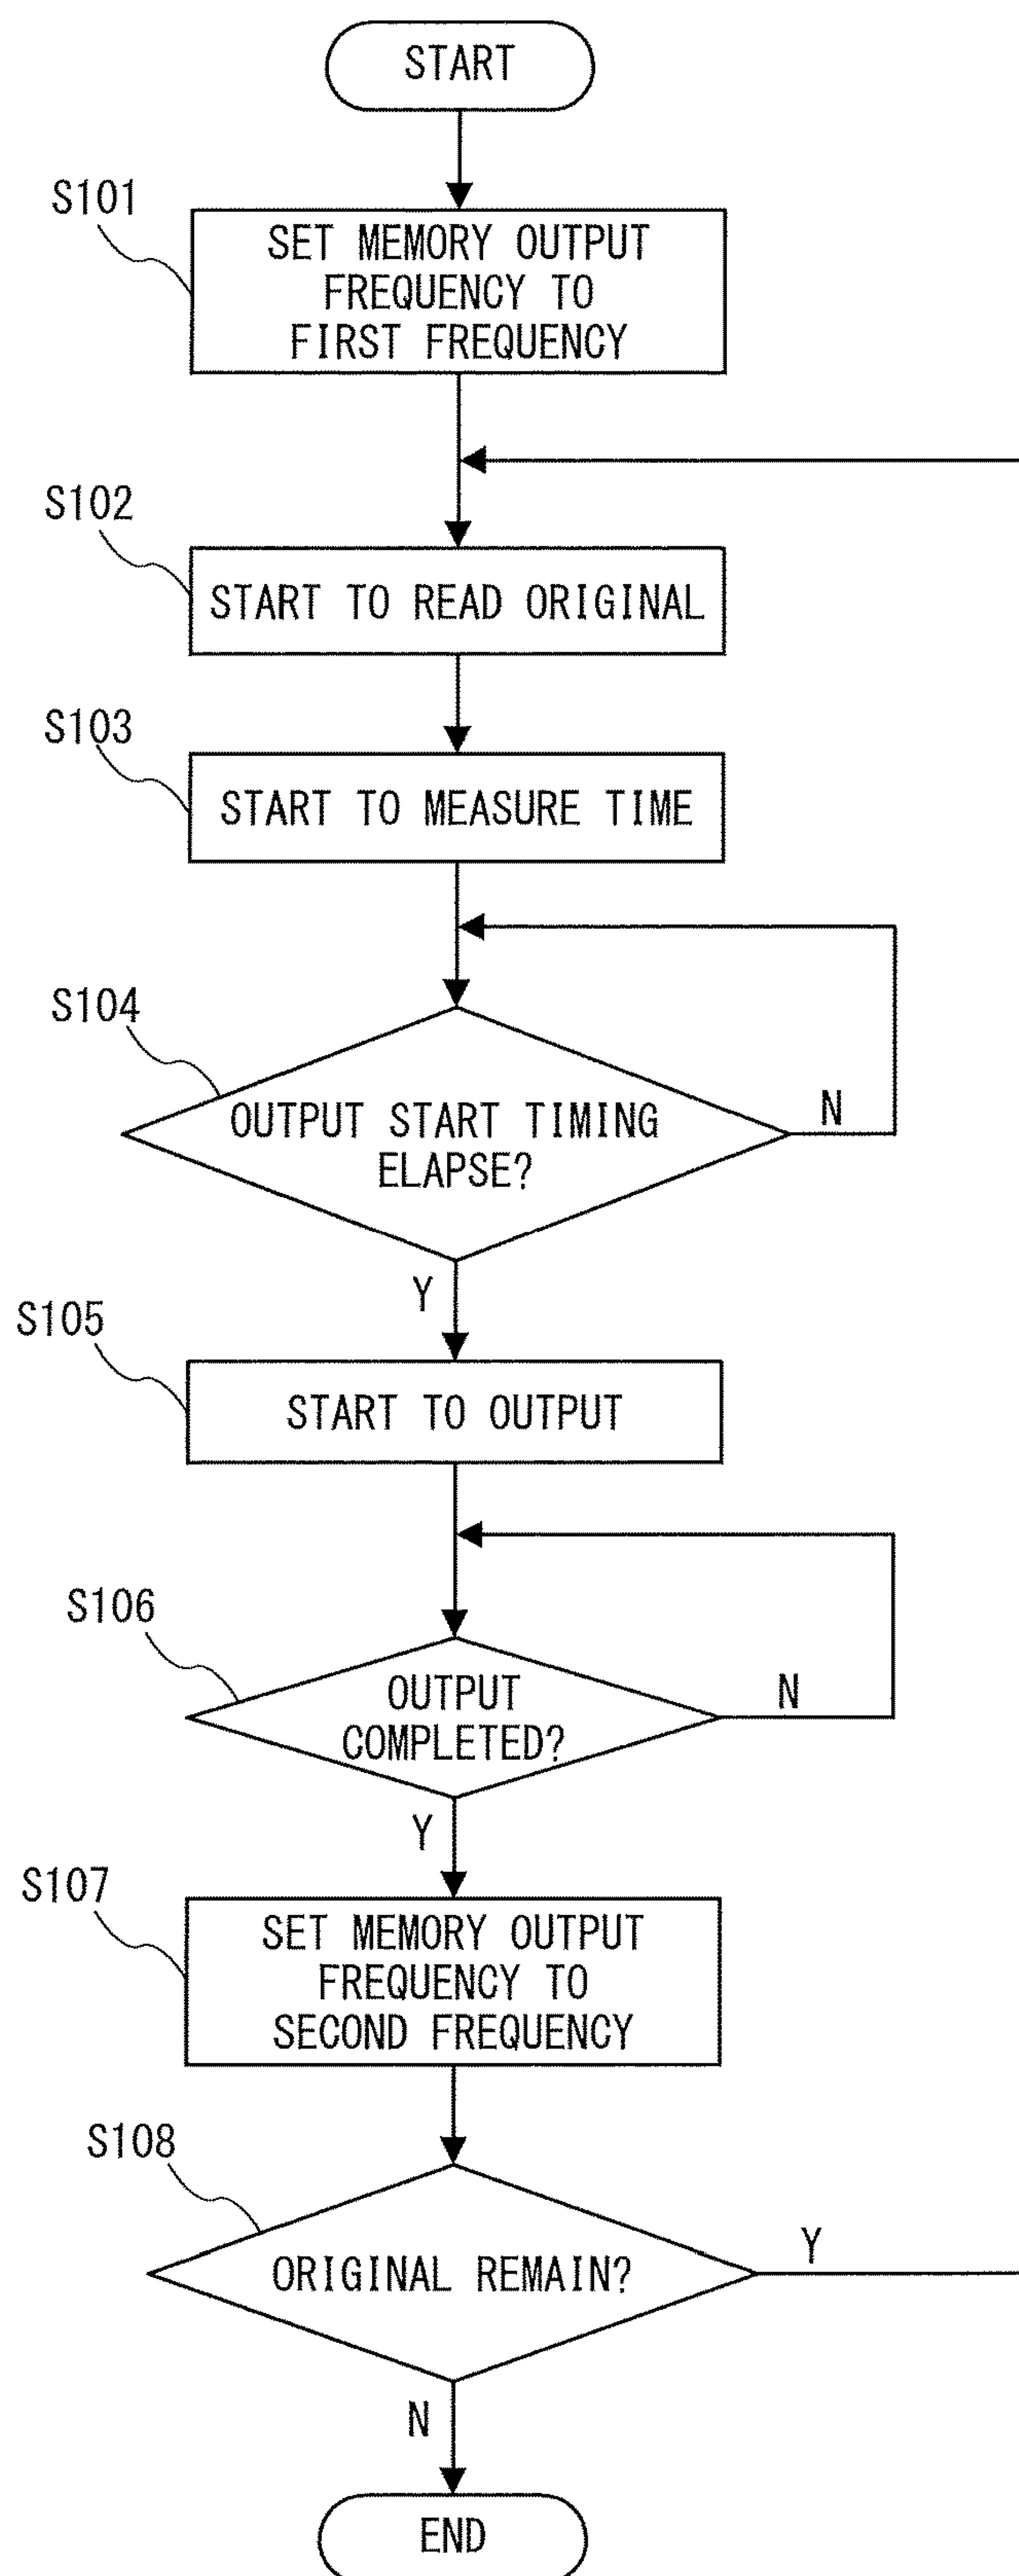 START
S101
SET MEMORY OUTPUT
FREQUENCY TO
FIRST FREQUENCY
S102
START TO READ ORIGINAL
S103
START TO MEASURE TIME
S104
OUTPUT START TIMING
ELAPSE?
N
Y
S105
START TO OUTPUT
S106
OUTPUT
COMPLETED?
N
Y
S107
SET MEMORY OUTPUT
FREQUENCY TO
SECOND FREQUENCY
S108
ORIGINAL REMAIN?
Y
N
END